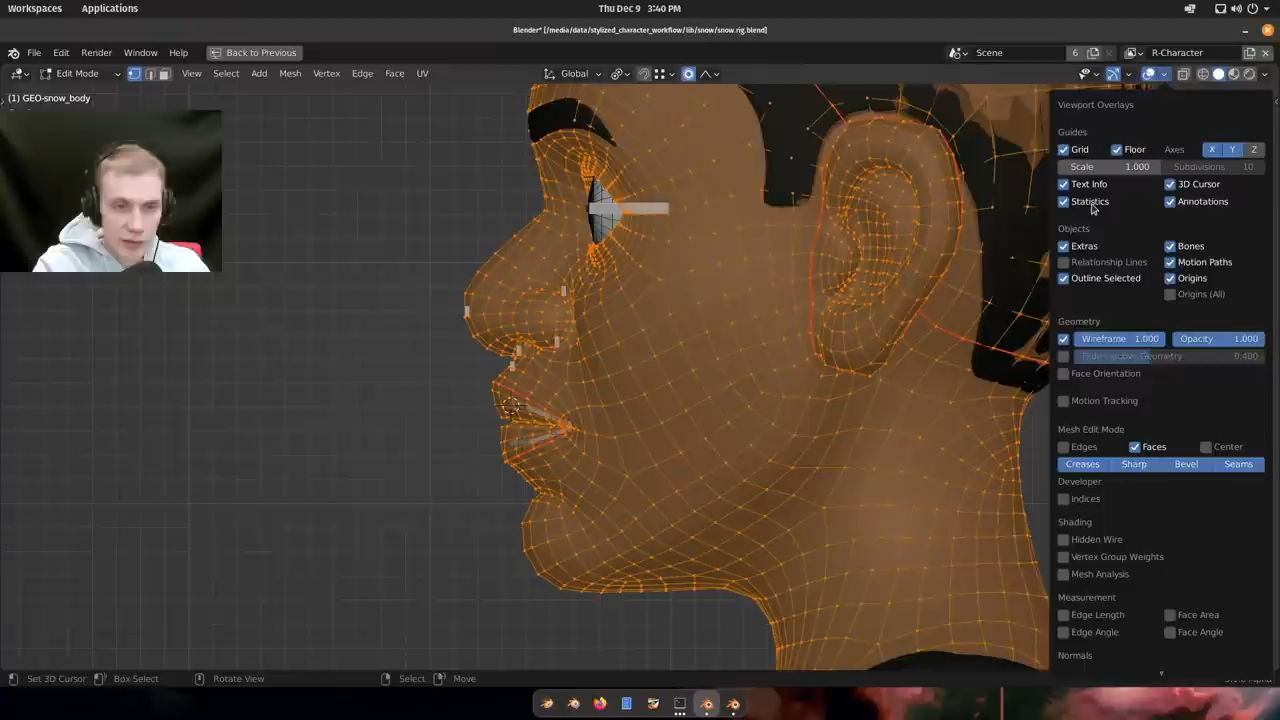 Workspaces Applications Thu Dec 9 3:40 PM
Blender* [/media/data/stylized_character_workflow/lib/snow/snow.rig.blend]
File Edit Render Window Help Back to Previous Scene 6 R-Character
Edit Mode View Select Add Mesh Vertex Edge Face UV Global
(1) GEO-snow_body
Viewport Overlays
Guides
Grid Floor Axes X Y Z
Scale 1.000 Subdivisions 10
Text Info 3D Cursor
Statistics Annotations
Objects
Extras Bones
Relationship Lines Motion Paths
Outline Selected Origins
Origins (All)
Geometry
Wireframe 1.000 Opacity 1.000
Fade Inactive Geometry 0.400
Face Orientation
Motion Tracking
Mesh Edit Mode
Edges Faces Center
Creases Sharp Bevel Seams
Developer
Indices
Shading
Hidden Wire
Vertex Group Weights
Mesh Analysis
Measurement
Edge Length Face Area
Edge Angle Face Angle
Normals
Set 3D Cursor Box Select Rotate View Select Move